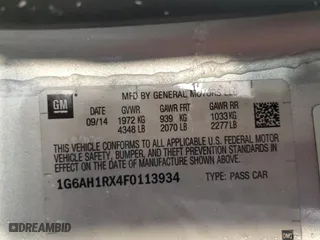 GM
MFD BY GENERAL MOTORS LLC
DATE GVWR GAWR FRT GAWR RR
09/14 1972 KG 939 KG 1033 KG
4348 LB 2070 LB 2277 LB
THIS VEHICLE CONFORMS TO ALL APPLICABLE U.S. FEDERAL MOTOR
VEHICLE SAFETY, BUMPER, AND THEFT PREVENTION STANDARDS IN
EFFECT ON THE DATE OF MANUFACTURE SHOWN ABOVE.
1G6AH1RX4F0113934 TYPE: PASS CAR
DREAMBID